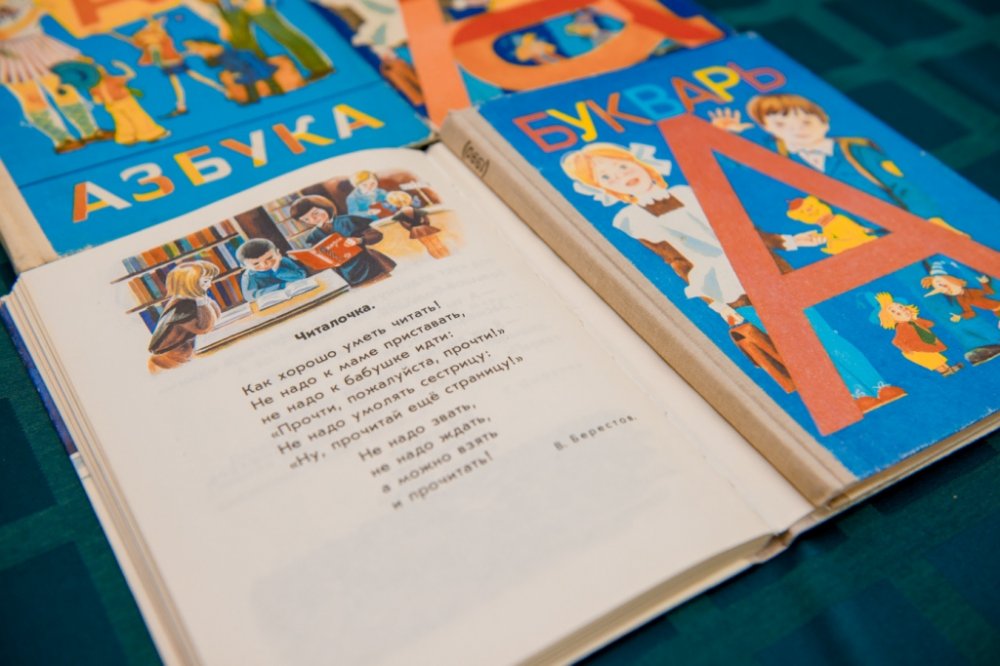 АЗБУКА
БУКВАРЬ
А
(1990)
Читалочка.
Как хорошо уметь читать!
Не надо к маме приставать,
не надо к бабушке идти:
«Прочти, пожалуйста, прочти!»
Не надо умолять сестрицу:
«Ну, прочитай ещё страницу!»
Не надо звать,
не надо ждать,
а можно взять
и прочитать!
В. Берестов.